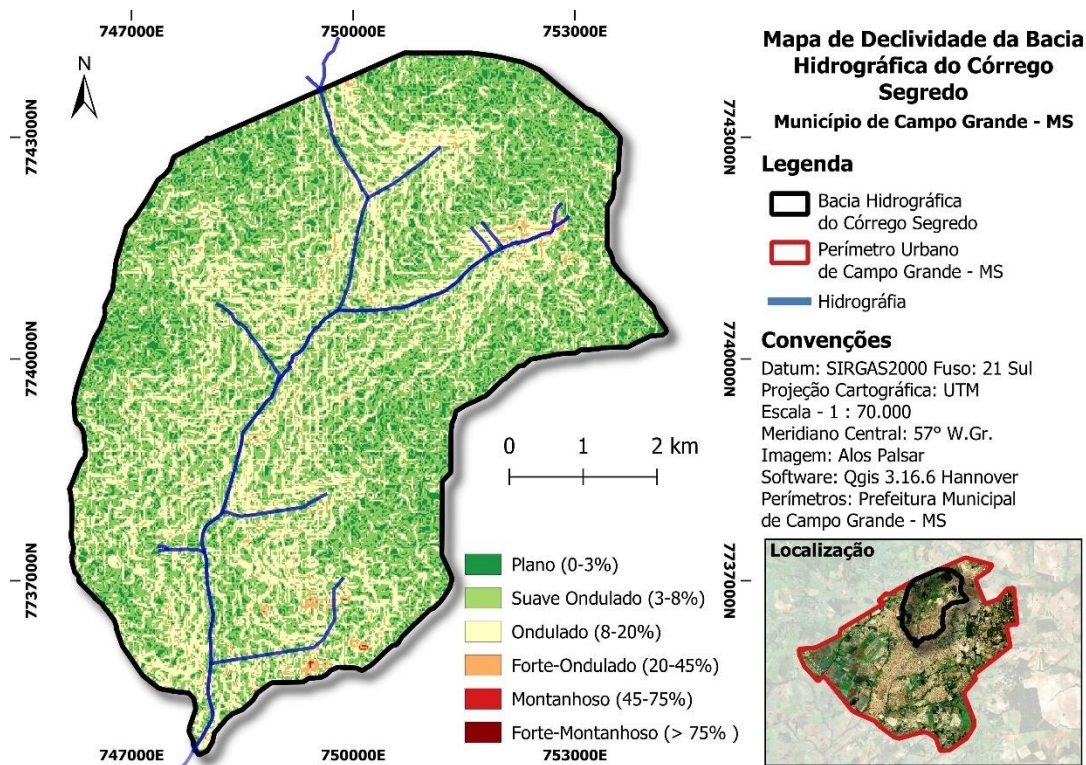 747000E 750000E 753000E
N
7743000N
7743000N
7740000N
7740000N
7737000N
7737000N
0 1 2 km
Plano (0-3%)
Suave Ondulado (3-8%)
Ondulado (8-20%)
Forte-Ondulado (20-45%)
Montanhoso (45-75%)
Forte-Montanhoso (> 75% )
747000E 750000E 753000E
Mapa de Declividade da Bacia
Hidrográfica do Córrego
Segredo
Município de Campo Grande - MS
Legenda
Bacia Hidrográfica
do Córrego Segredo
Perímetro Urbano
de Campo Grande - MS
Hidrográfia
Convenções
Datum: SIRGAS2000 Fuso: 21 Sul
Projeção Cartográfica: UTM
Escala - 1 : 70.000
Meridiano Central: 57° W.Gr.
Imagem: Alos Palsar
Software: Qgis 3.16.6 Hannover
Perímetros: Prefeitura Municipal
de Campo Grande - MS
Localização